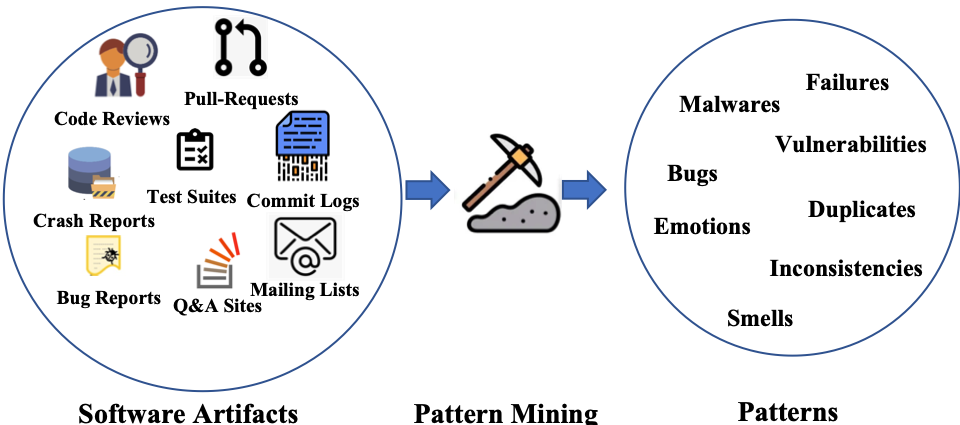 Pull-Requests
Code Reviews
Test Suites
Commit Logs
Crash Reports
Bug Reports
Q&A Sites
Mailing Lists
Software Artifacts
Pattern Mining
Failures
Malwares
Vulnerabilities
Bugs
Duplicates
Emotions
Inconsistencies
Smells
Patterns